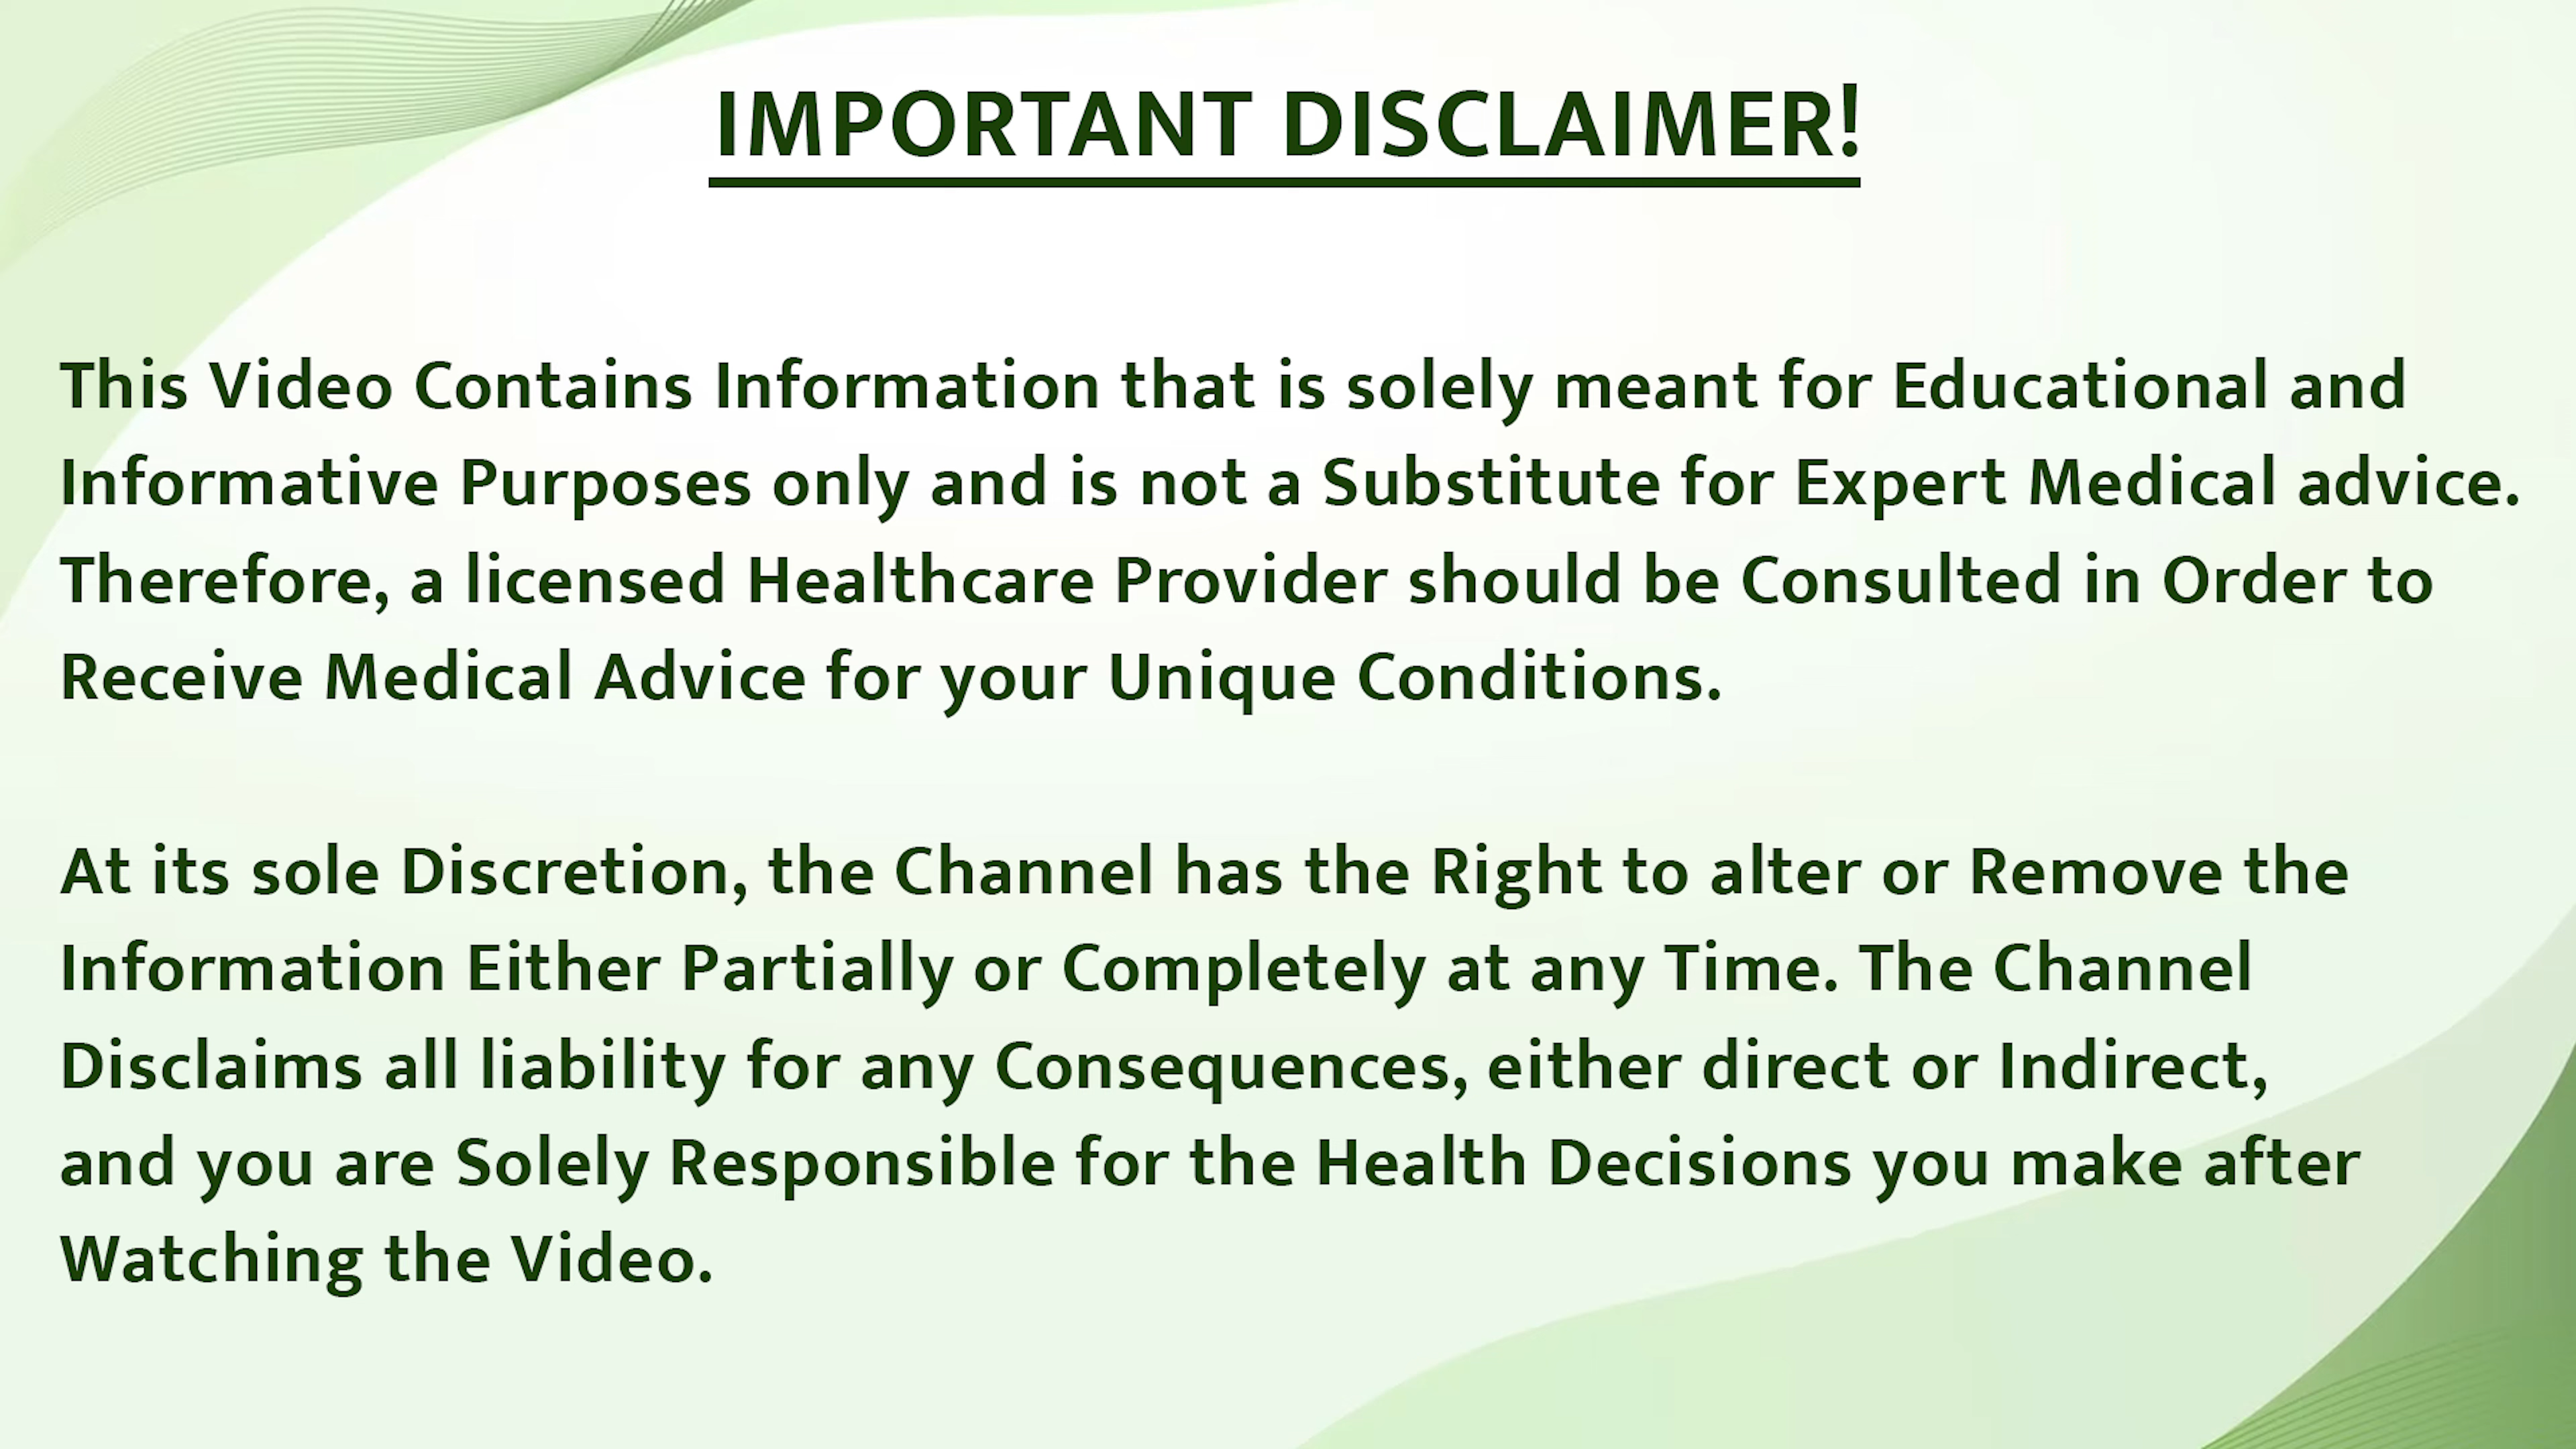 IMPORTANT DISCLAIMER!
This Video Contains Information that is solely meant for Educational and
Informative Purposes only and is not a Substitute for Expert Medical advice.
Therefore, a licensed Healthcare Provider should be Consulted in Order to
Receive Medical Advice for your Unique Conditions.
At its sole Discretion, the Channel has the Right to alter or Remove the
Information Either Partially or Completely at any Time. The Channel
Disclaims all liability for any Consequences, either direct or Indirect,
and you are Solely Responsible for the Health Decisions you make after
Watching the Video.